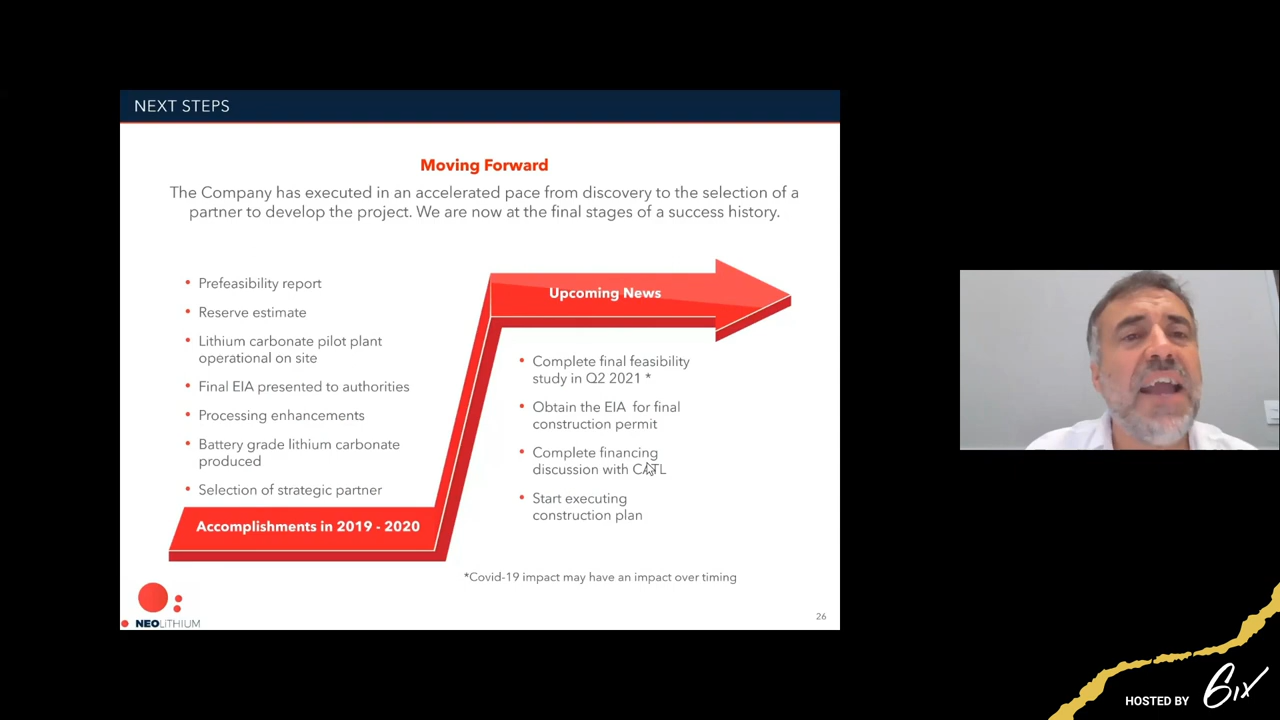 NEXT STEPS
Moving Forward
The Company has executed in an accelerated pace from discovery to the selection of a
partner to develop the project. We are now at the final stages of a success history.
• Prefeasibility report
• Reserve estimate
• Lithium carbonate pilot plant
operational on site
• Final EIA presented to authorities
• Processing enhancements
• Battery grade lithium carbonate
produced
• Selection of strategic partner
Accomplishments in 2019 - 2020
Upcoming News
• Complete final feasibility
study in Q2 2021 *
• Obtain the EIA for final
construction permit
• Complete financing
discussion with CATL
• Start executing
construction plan
*Covid-19 impact may have an impact over timing
NEOLITHIUM
26
HOSTED BY 6ix